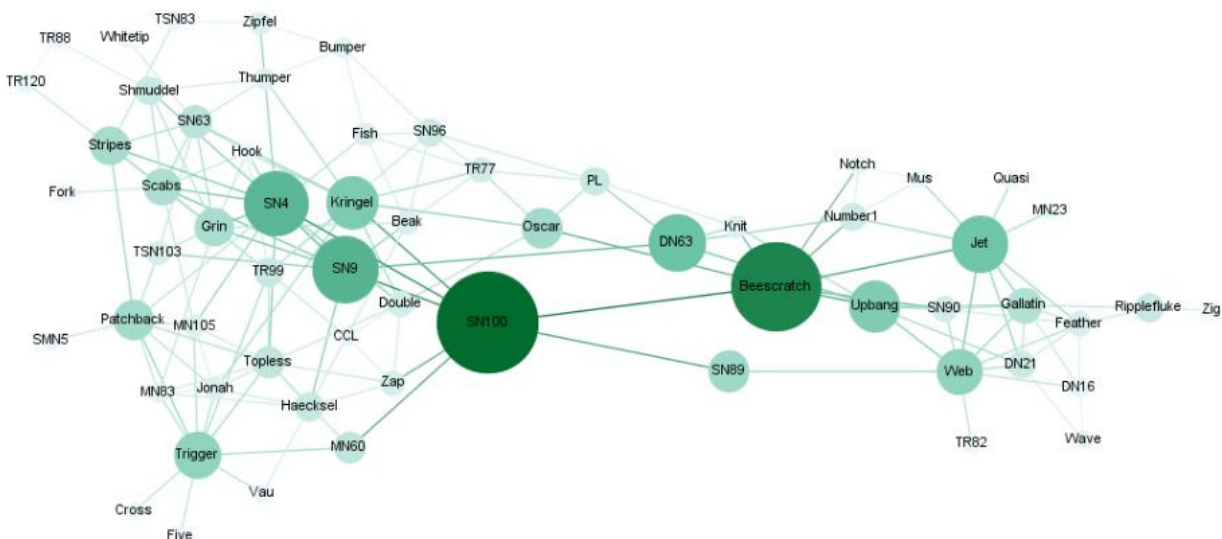 TSN83
Zipfel
Whitetip
TR88
Bumper
Thumper
TR120
Shmuddel
SN63
Fish
SN96
Stripes
Hook
TR77
Notch
Mus
Quasi
PL
Fork
Scabs
SN4
Kringel
MN23
Number1
Grin
Beak
Oscar
Knit
DN63
Jet
TSN103
TR99
SN9
Beescratch
Double
Upbang
SN90
Gallatin
Ripplefluke
Zig
Patchback
MN105
SN100
Feather
SMN5
CCL
Topless
SN89
Web
DN21
MN83
Jonah
Zap
DN16
Haecksel
Trigger
MN60
TR82
Wave
Vau
Cross
Five